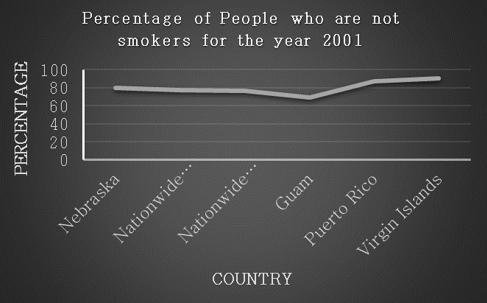 Percentage of People who are not
smokers for the year 2001
PERCENTAGE
100
80
60
40
20
0
Nebraska
Nationwide...
Nationwide...
Guam
Puerto Rico
Virgin Islands
COUNTRY